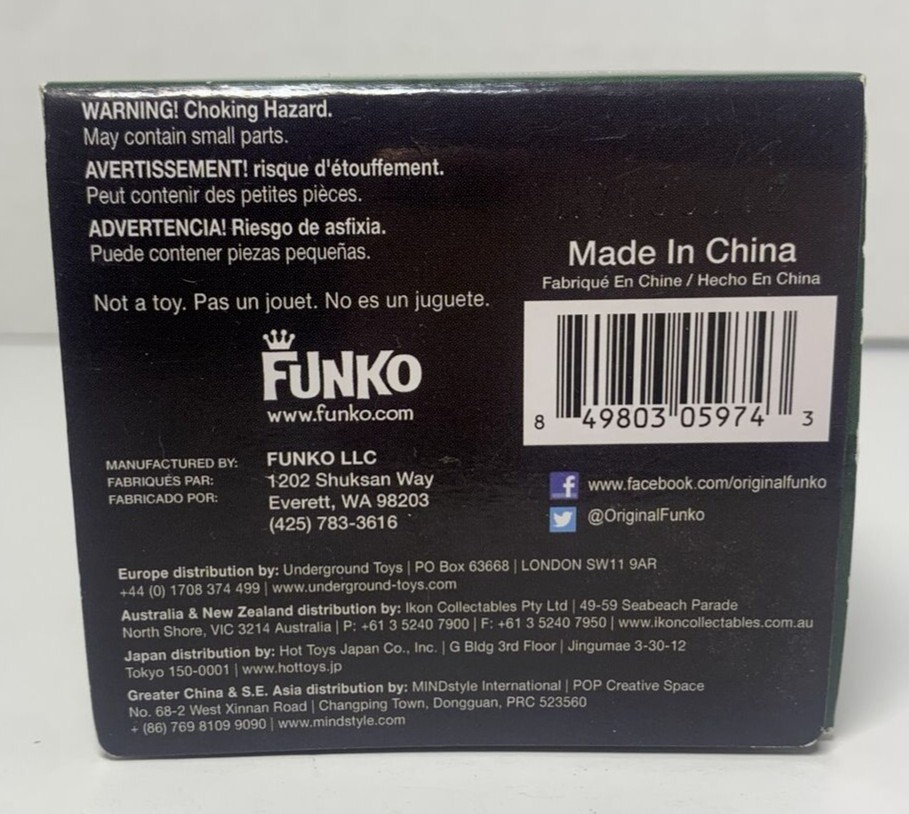 WARNING! Choking Hazard.
May contain small parts.
AVERTISSEMENT! risque d'étouffement.
Peut contenir des petites pièces.
ADVERTENCIA! Riesgo de asfixia.
Puede contener piezas pequeñas.
Not a toy. Pas un jouet. No es un juguete.
Made In China
Fabriqué En Chine / Hecho En China
8 49803 05974 3
FUNKO
www.funko.com
MANUFACTURED BY:
FABRIQUÉS PAR:
FABRICADO POR:
FUNKO LLC
1202 Shuksan Way
Everett, WA 98203
(425) 783-3616
f www.facebook.com/originalfunko
@OriginalFunko
Europe distribution by: Underground Toys | PO Box 63668 | LONDON SW11 9AR
+44 (0) 1708 374 499 | www.underground-toys.com
Australia & New Zealand distribution by: Ikon Collectables Pty Ltd | 49-59 Seabeach Parade
North Shore, VIC 3214 Australia | P: +61 3 5240 7900 | F: +61 3 5240 7950 | www.ikoncollectables.com.au
Japan distribution by: Hot Toys Japan Co., Inc. | G Bldg 3rd Floor | Jingumae 3-30-12
Tokyo 150-0001 | www.hottoys.jp
Greater China & S.E. Asia distribution by: MINDstyle International | POP Creative Space
No. 68-2 West Xinnan Road | Changping Town, Dongguan, PRC 523560
+ (86) 769 8109 9090 | www.mindstyle.com